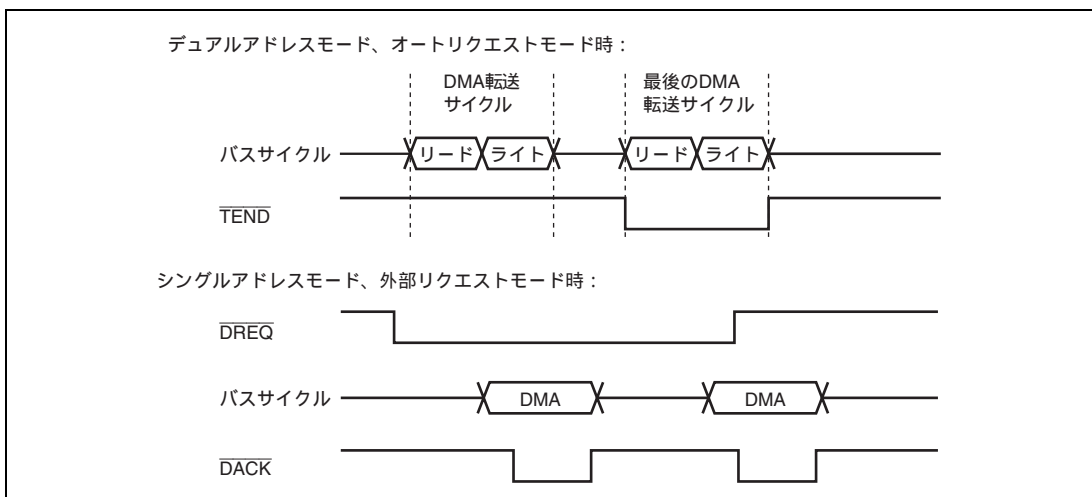 デュアルアドレスモード、オートリクエストモード時：
DMA転送
サイクル
最後のDMA
転送サイクル
バスサイクル
リード
ライト
リード
ライト
TEND
シングルアドレスモード、外部リクエストモード時：
DREQ
バスサイクル
DMA
DMA
DACK